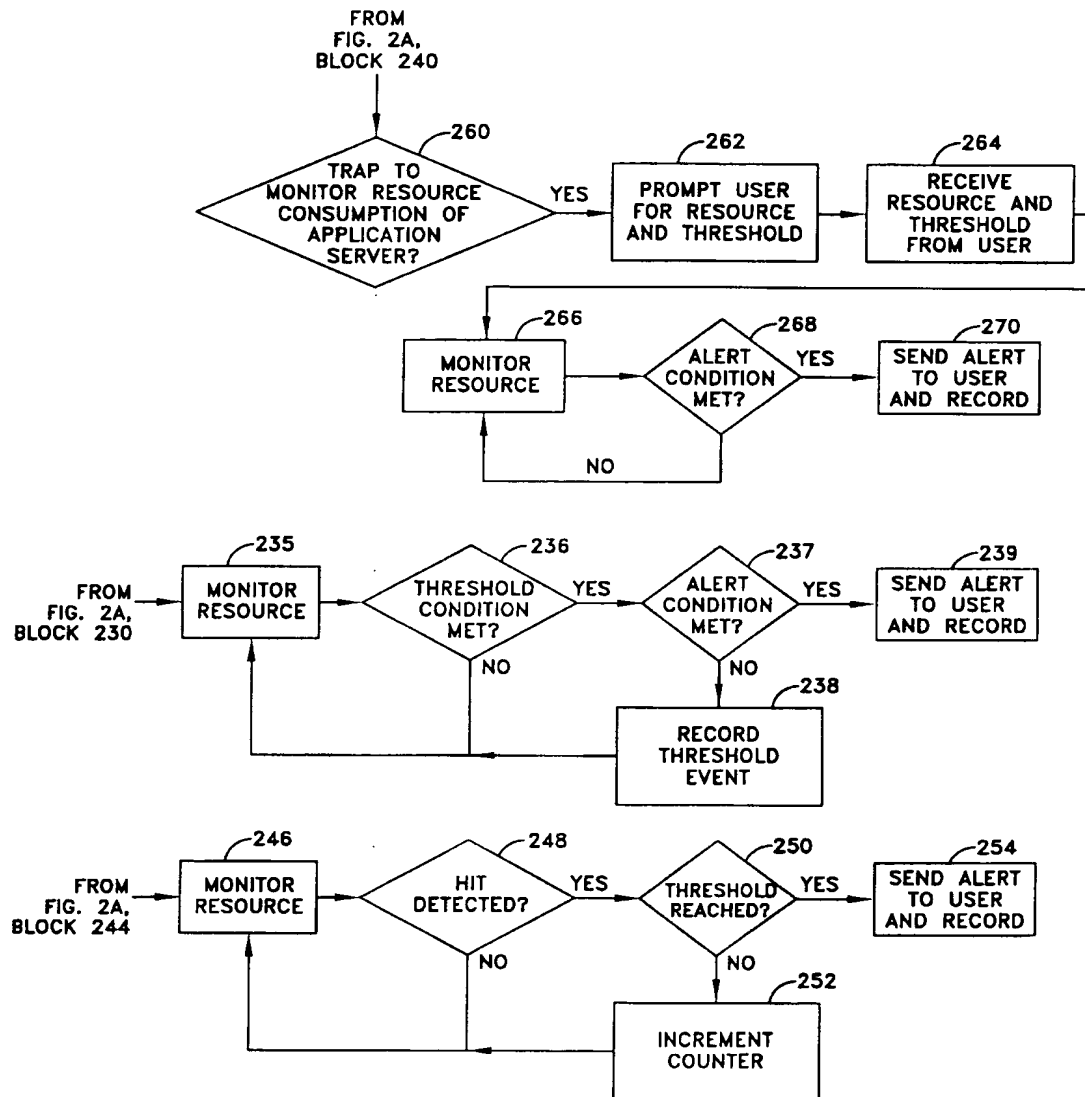 FROM
FIG. 2A,
BLOCK 240
260
TRAP TO
MONITOR RESOURCE
CONSUMPTION OF
APPLICATION
SERVER?
YES
262
PROMPT USER
FOR RESOURCE
AND THRESHOLD
264
RECEIVE
RESOURCE AND
THRESHOLD
FROM USER
266
MONITOR
RESOURCE
268
ALERT
CONDITION
MET?
YES
NO
270
SEND ALERT
TO USER
AND RECORD
FROM
FIG. 2A,
BLOCK 230
235
MONITOR
RESOURCE
236
THRESHOLD
CONDITION
MET?
YES
NO
237
ALERT
CONDITION
MET?
YES
NO
239
SEND ALERT
TO USER
AND RECORD
238
RECORD
THRESHOLD
EVENT
FROM
FIG. 2A,
BLOCK 244
246
MONITOR
RESOURCE
248
HIT
DETECTED?
YES
NO
250
THRESHOLD
REACHED?
YES
NO
254
SEND ALERT
TO USER
AND RECORD
252
INCREMENT
COUNTER